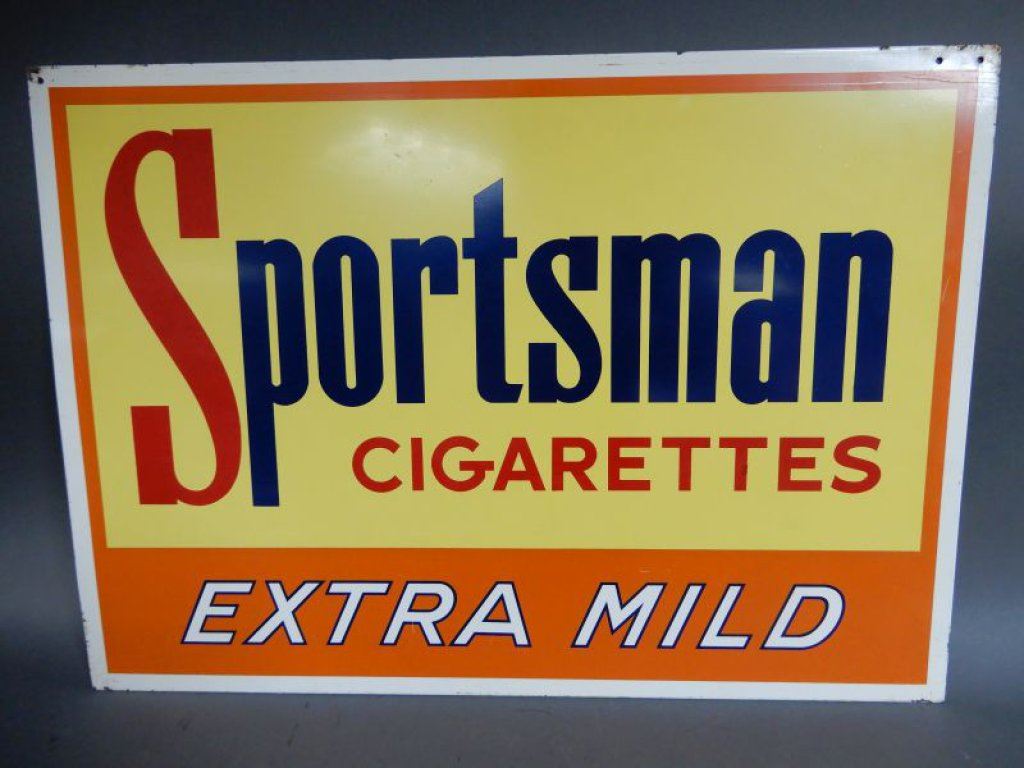 Sportsman
CIGARETTES
EXTRA MILD